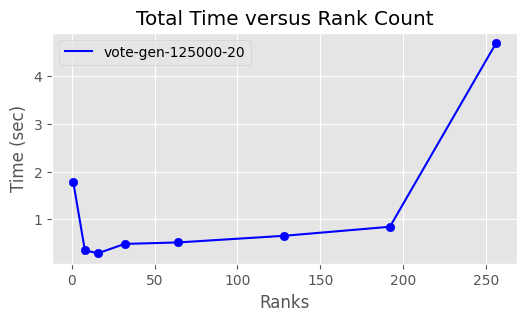 Total Time versus Rank Count
vote-gen-125000-20
Time (sec)
4
3
2
1
0 50 100 150 200 250
Ranks